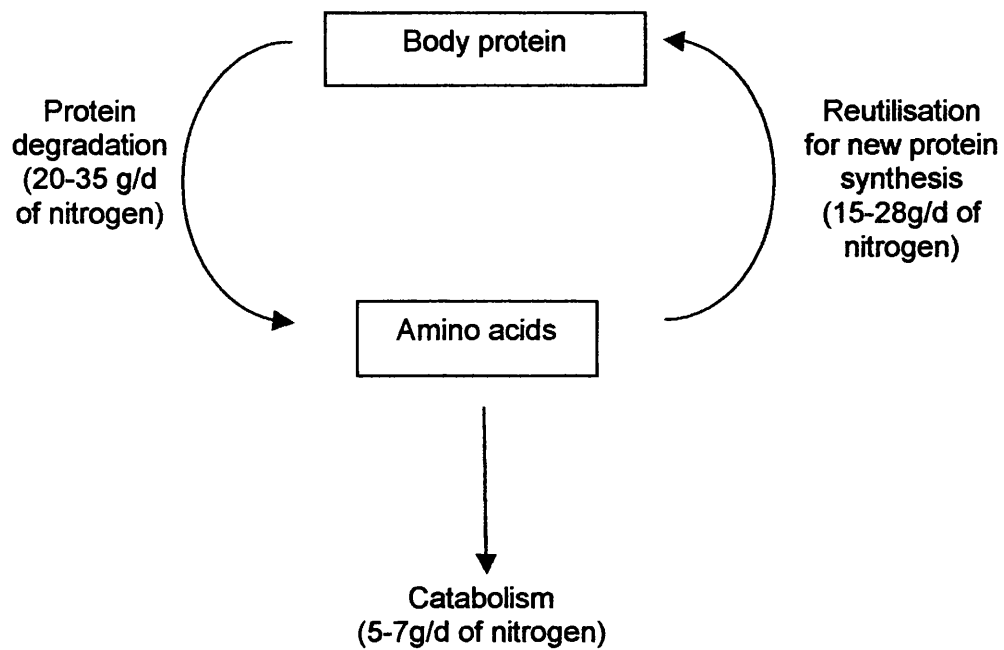 Body protein
Protein
degradation
(20-35 g/d
of nitrogen)
Reutilisation
for new protein
synthesis
(15-28g/d of
nitrogen)
Amino acids
Catabolism
(5-7g/d of nitrogen)